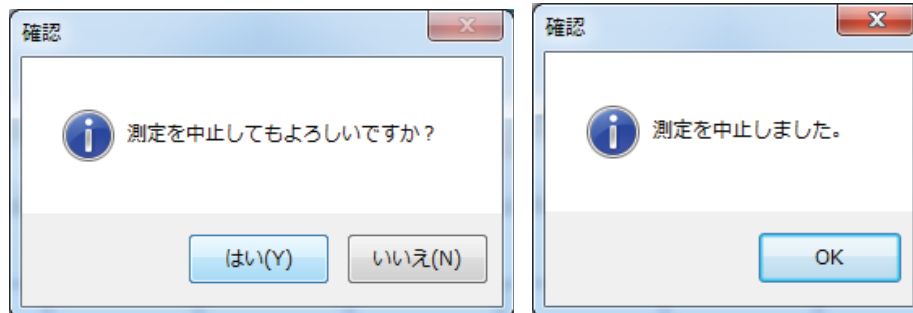 確認
測定を中止してもよろしいですか？
はい(Y)
いいえ(N)
確認
測定を中止しました。
OK